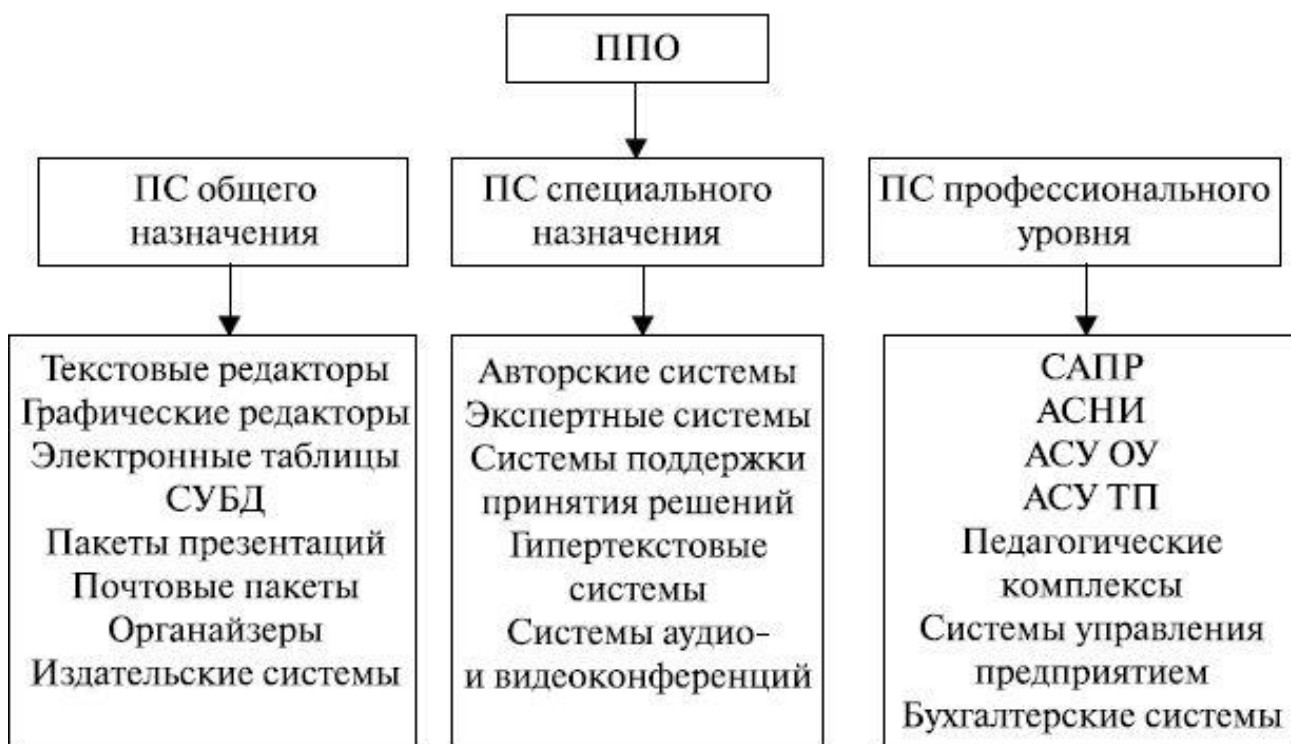 ППО
ПС общего
назначения
ПС специального
назначения
ПС профессионального
уровня
Текстовые редакторы
Графические редакторы
Электронные таблицы
СУБД
Пакеты презентаций
Почтовые пакеты
Органайзеры
Издательские системы
Авторские системы
Экспертные системы
Системы поддержки
принятия решений
Гипертекстовые
системы
Системы аудио-
и видеоконференций
САПР
АСНИ
АСУ ОУ
АСУ ТП
Педагогические
комплексы
Системы управления
предприятием
Бухгалтерские системы